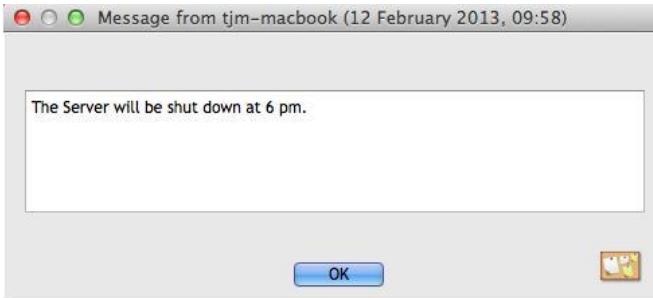 Message from tjm-macbook (12 February 2013, 09:58)
The Server will be shut down at 6 pm.
OK